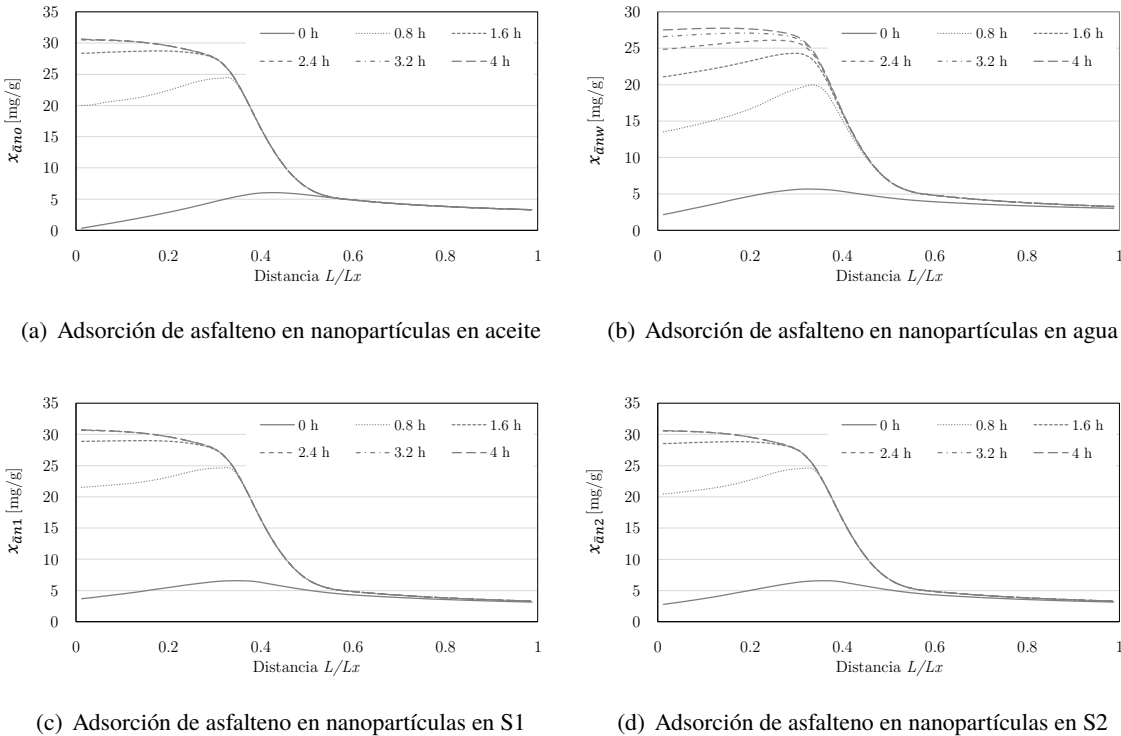 35
30
25
20
15
10
5
0
x_āno [mg/g]
0 h 0.8 h 1.6 h
2.4 h 3.2 h 4 h
0 0.2 0.4 0.6 0.8 1
Distancia L/Lx
(a) Adsorción de asfalteno en nanopartículas en aceite
30
25
20
15
10
5
0
x_ānw [mg/g]
0 h 0.8 h 1.6 h
2.4 h 3.2 h 4 h
0 0.2 0.4 0.6 0.8 1
Distancia L/Lx
(b) Adsorción de asfalteno en nanopartículas en agua
35
30
25
20
15
10
5
0
x_ān1 [mg/g]
0 h 0.8 h 1.6 h
2.4 h 3.2 h 4 h
0 0.2 0.4 0.6 0.8 1
Distancia L/Lx
(c) Adsorción de asfalteno en nanopartículas en S1
35
30
25
20
15
10
5
0
x_ān2 [mg/g]
0 h 0.8 h 1.6 h
2.4 h 3.2 h 4 h
0 0.2 0.4 0.6 0.8 1
Distancia L/Lx
(d) Adsorción de asfalteno en nanopartículas en S2